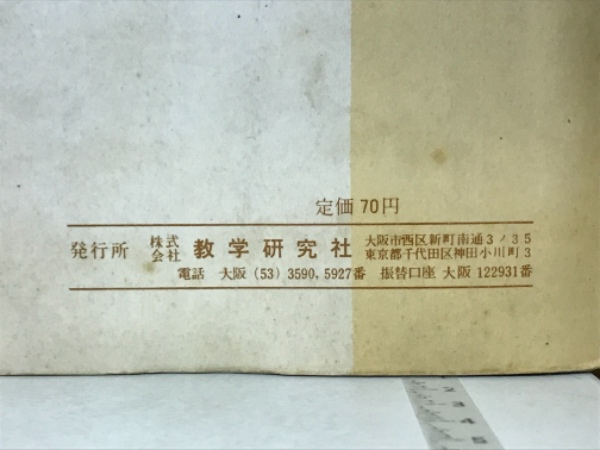 定価70円
発行所 株式会社 教学研究社 大阪市西区新町南通3ノ35
東京都千代田区神田小川町3
電話 大阪(53)3590,5927番 振替口座 大阪122931番